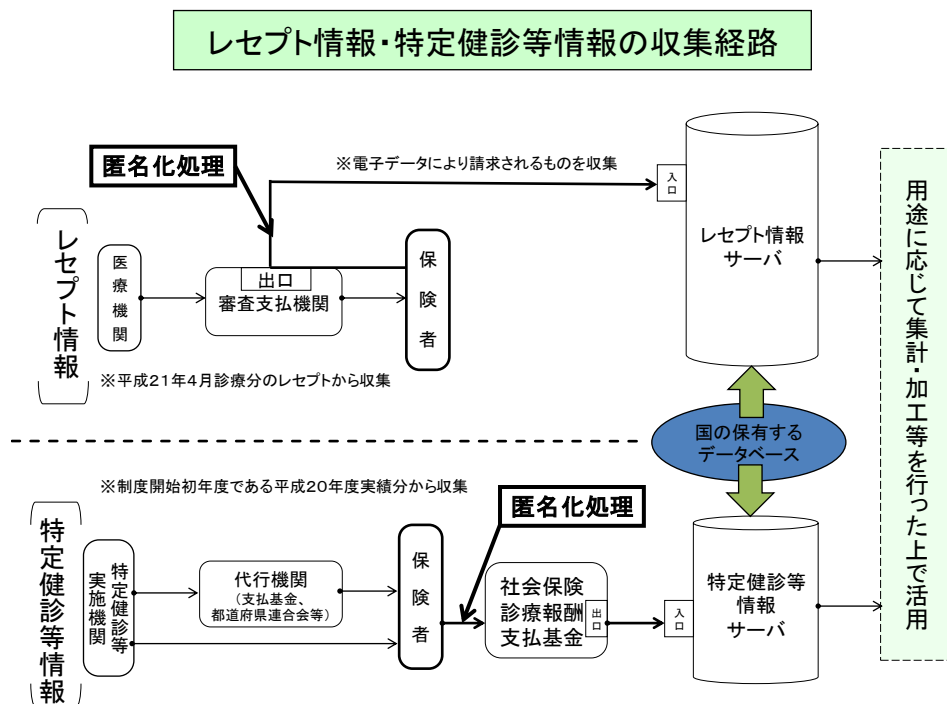 レセプト情報・特定健診等情報の収集経路
匿名化処理
※電子データにより請求されるものを収集
レセプト情報
医療機関
出口
審査支払機関
保険者
入口
レセプト情報
サーバ
※平成21年4月診療分のレセプトから収集
国の保有する
データベース
用途に応じて集計・加工等を行った上で活用
※制度開始初年度である平成20年度実績分から収集
匿名化処理
特定健診等情報
特定健診等
実施機関
代行機関
(支払基金、
都道府県連合会等)
保険者
社会保険
診療報酬
支払基金
出口
入口
特定健診等
情報
サーバ